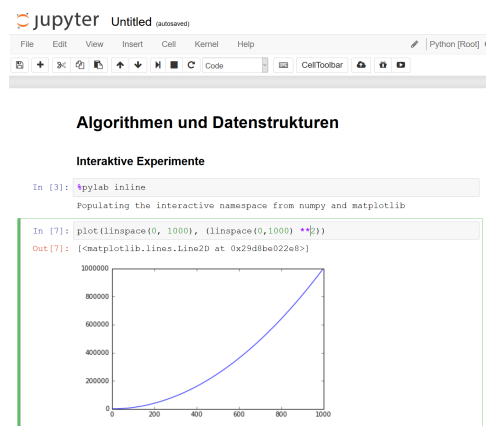 jupyter Untitled (autosaved)
File Edit View Insert Cell Kernel Help Python [Root]
Code CellToolbar
Algorithmen und Datenstrukturen
Interaktive Experimente
In [3]: %pylab inline
Populating the interactive namespace from numpy and matplotlib
In [7]: plot(linspace(0, 1000), (linspace(0,1000) **2))
Out[7]: [<matplotlib.lines.Line2D at 0x29d8be022e8>]
1000000
800000
600000
400000
200000
0
0 200 400 600 800 1000